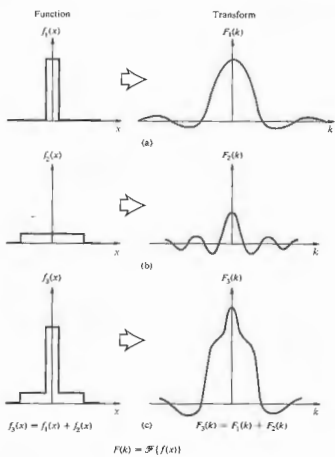 Function Transform
f₁(x) F₁(k)
x k
(a)
f₂(x) F₂(k)
x k
(b)
f₃(x) F₃(k)
x k
(c)
f₃(x) = f₁(x) + f₂(x) F₃(k) = F₁(k) + F₂(k)
F(k) = ℱ{f(x)}